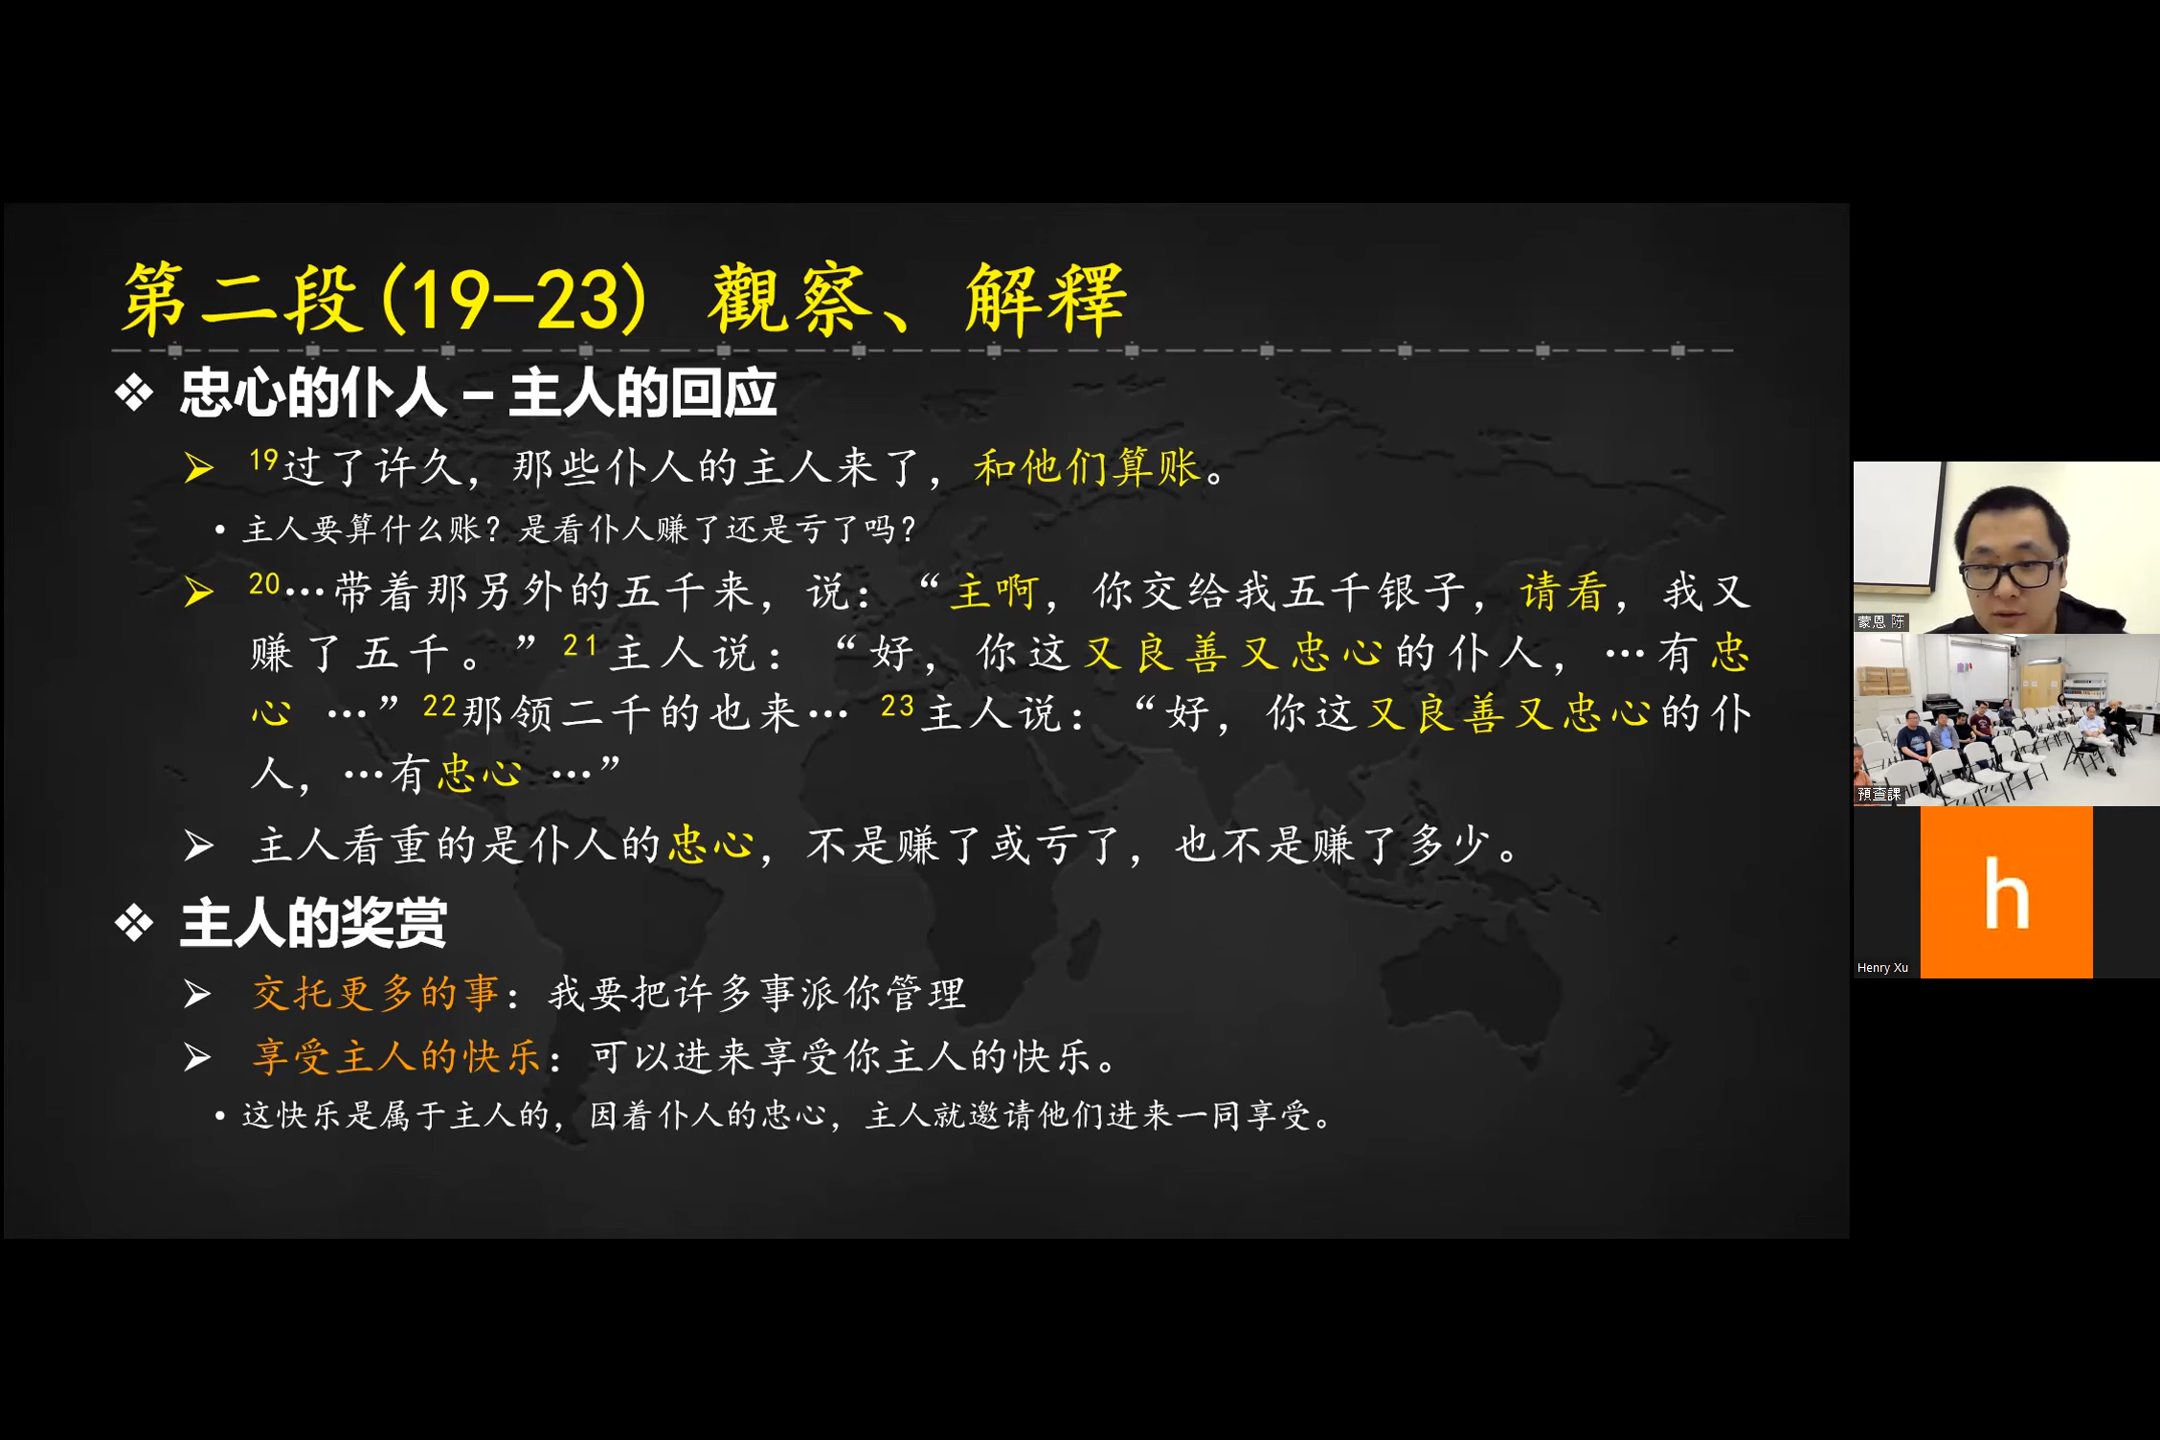 第二段(19-23) 觀察、解釋
❖ 忠心的仆人 – 主人的回应
➢ 19过了许久，那些仆人的主人来了，和他们算账。
• 主人要算什么账？是看仆人赚了还是亏了吗？
➢ 20…带着那另外的五千来，说：“主啊，你交给我五千银子，请看，我又
赚了五千。”21主人说：“好，你这又良善又忠心的仆人，…有忠
心 …”22那领二千的也来… 23主人说：“好，你这又良善又忠心的仆
人，…有忠心 …”
➢ 主人看重的是仆人的忠心，不是赚了或亏了，也不是赚了多少。
❖ 主人的奖赏
➢ 交托更多的事：我要把许多事派你管理
➢ 享受主人的快乐：可以进来享受你主人的快乐。
• 这快乐是属于主人的，因着仆人的忠心，主人就邀请他们进来一同享受。
蒙恩 陈
預查課
h
Henry Xu